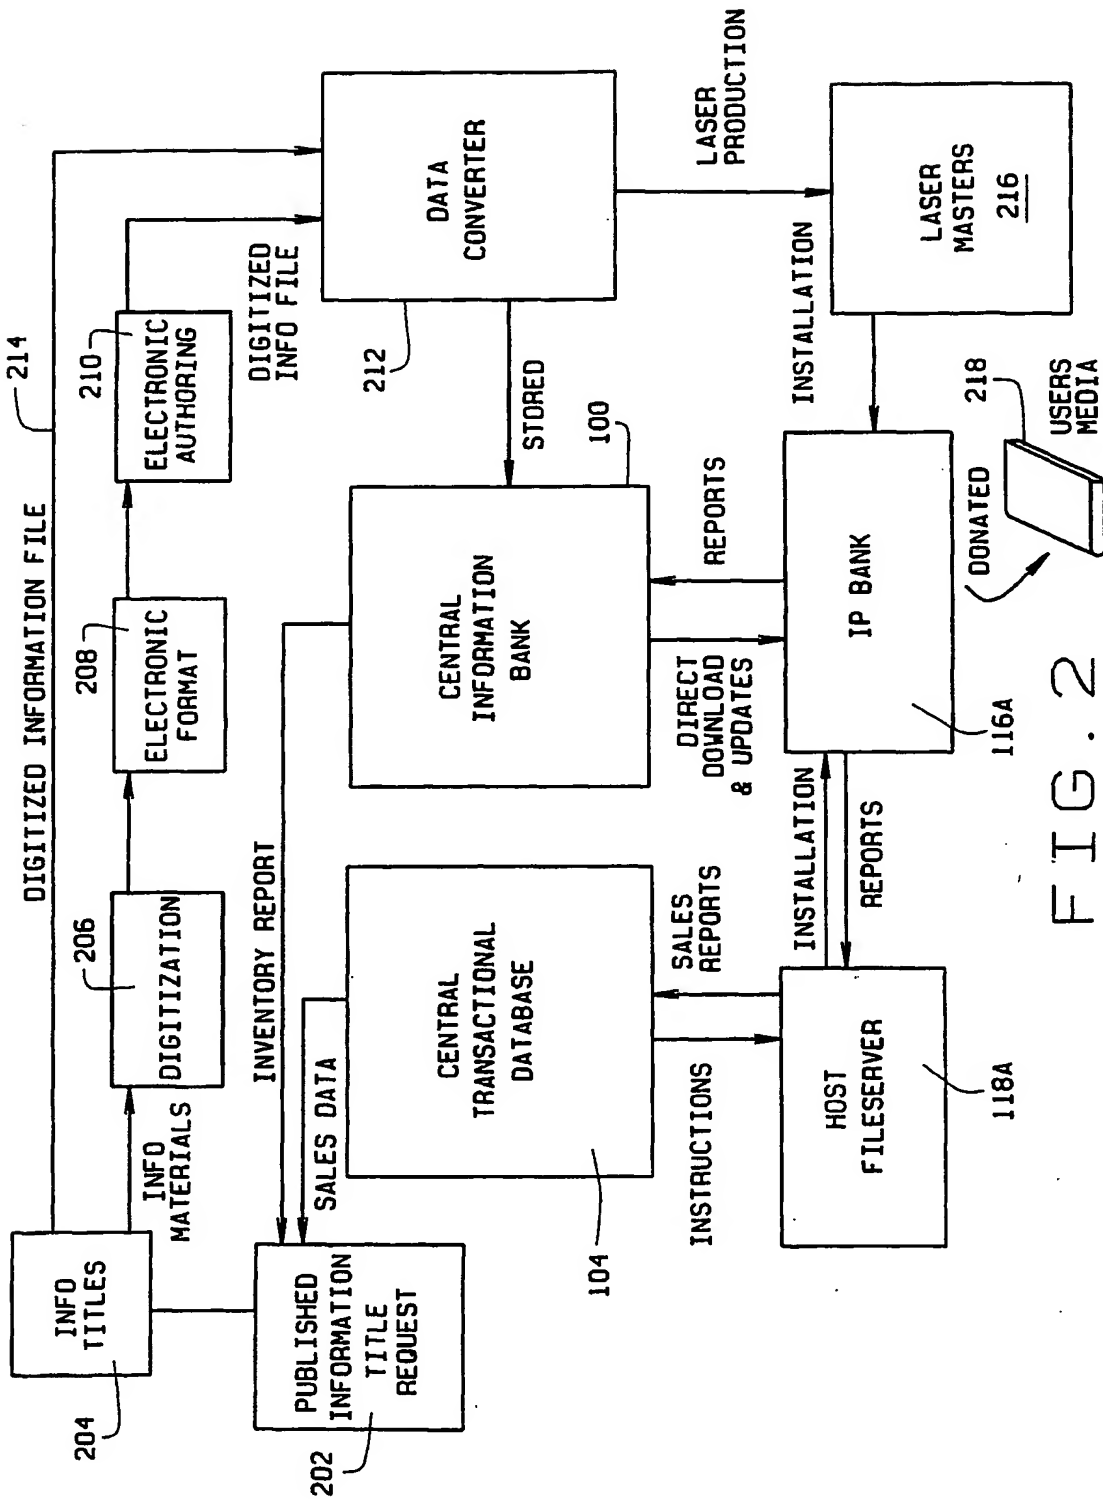 DIGITIZED INFORMATION FILE
214
INFO
TITLES
204
INFO
MATERIALS
206
DIGITIZATION
208
ELECTRONIC
FORMAT
210
ELECTRONIC
AUTHORING
DIGITIZED
INFO FILE
PUBLISHED
INFORMATION
TITLE
REQUEST
202
INVENTORY REPORT
SALES DATA
CENTRAL
TRANSACTIONAL
DATABASE
104
CENTRAL
INFORMATION
BANK
100
STORED
DATA
CONVERTER
212
INSTRUCTIONS
SALES
REPORTS
DIRECT
DOWNLOAD
& UPDATES
REPORTS
LASER
PRODUCTION
HOST
FILESERVER
118A
INSTALLATION
REPORTS
IP BANK
116A
INSTALLATION
LASER
MASTERS
216
DONATED
218
USERS
MEDIA
FIG. 2